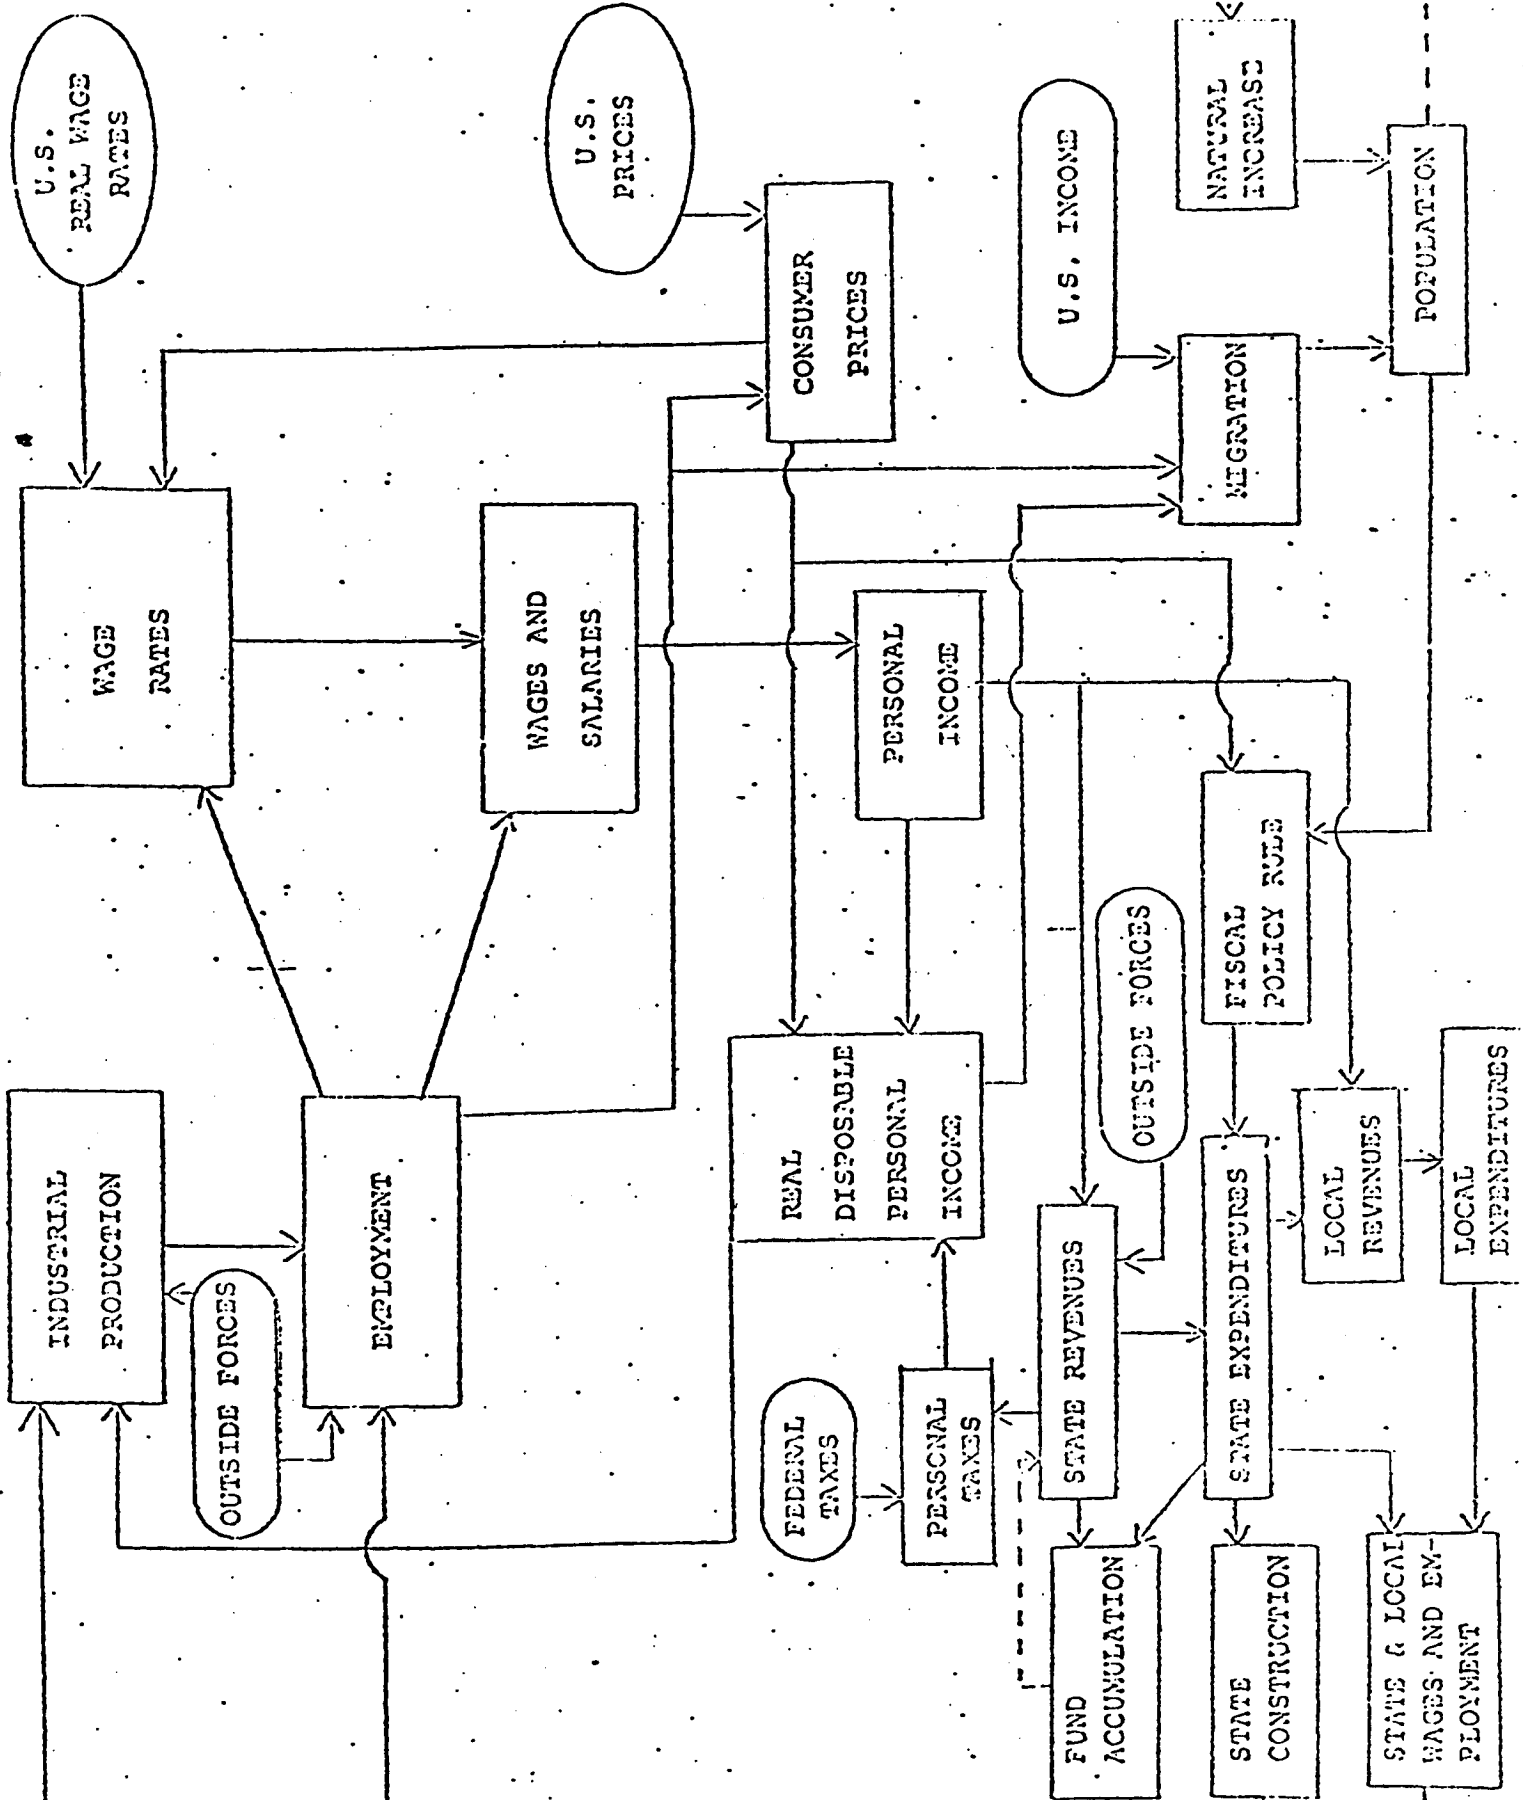 INDUSTRIAL
PRODUCTION
OUTSIDE FORCES
EMPLOYMENT
WAGE
RATES
U.S.
REAL WAGE
RATES
WAGES AND
SALARIES
U.S.
PRICES
CONSUMER
PRICES
REAL
DISPOSABLE
PERSONAL
INCOME
PERSONAL
INCOME
FEDERAL
TAXES
PERSONAL
TAXES
U.S. INCOME
MIGRATION
NATURAL
INCREASE
POPULATION
OUTSIDE FORCES
FISCAL
POLICY RULE
STATE REVENUES
STATE EXPENDITURES
LOCAL
REVENUES
LOCAL
EXPENDITURES
FUND
ACCUMULATION
STATE
CONSTRUCTION
STATE & LOCAL
WAGES AND EM-
PLOYMENT